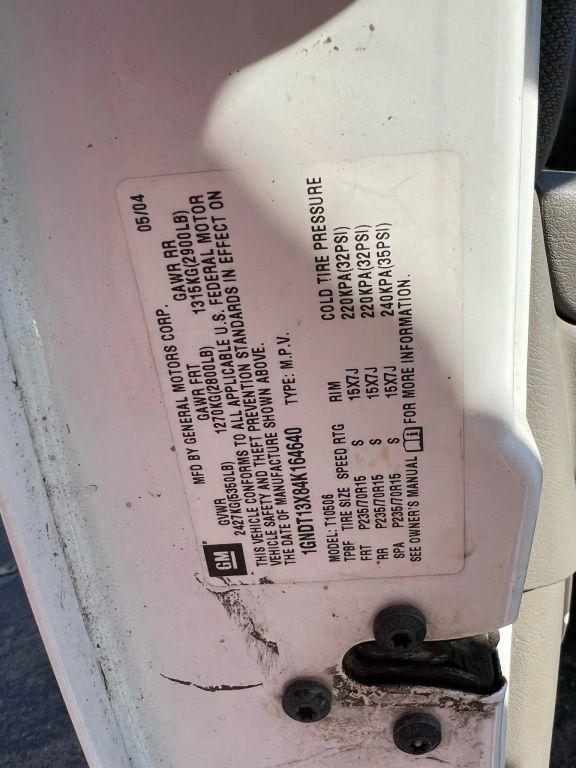 GM
MFD BY GENERAL MOTORS CORP. 05/04
GVWR GAWR FRT GAWR RR
2427KG(5350LB) 1270KG(2800LB) 1315KG(2900LB)
THIS VEHICLE CONFORMS TO ALL APPLICABLE U.S. FEDERAL MOTOR
VEHICLE SAFETY AND THEFT PREVENTION STANDARDS IN EFFECT ON
THE DATE OF MANUFACTURE SHOWN ABOVE.
1GNDT13X84K164640 TYPE: M.P.V.
MODEL: T10506
TPBF TIRE SIZE SPEED RTG RIM COLD TIRE PRESSURE
FRT P235/70R15 S 15X7J 220KPA(32PSI)
RR P235/70R15 S 15X7J 220KPA(32PSI)
SPA P235/70R15 S 15X7J 240KPA(35PSI)
SEE OWNER'S MANUAL FOR MORE INFORMATION.